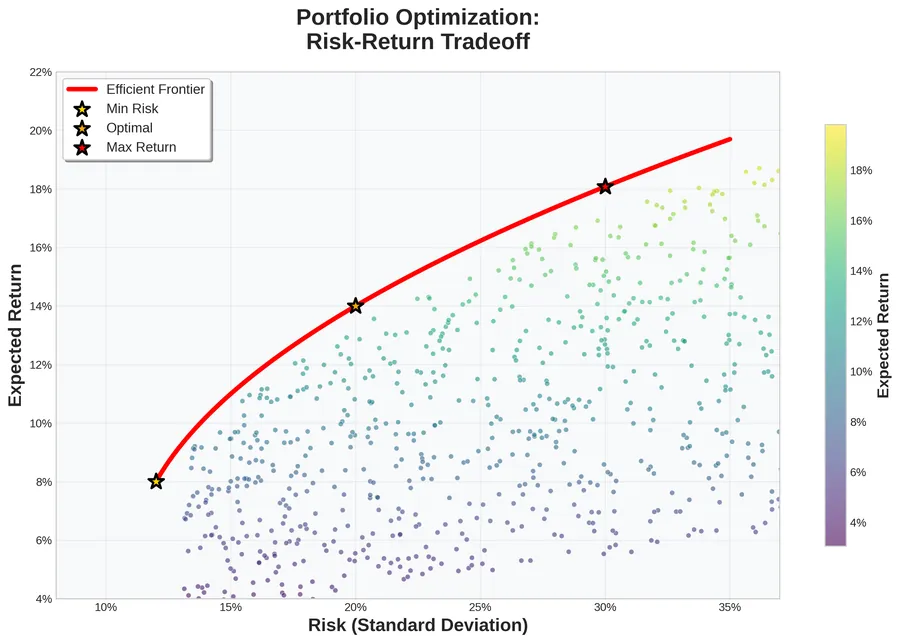 Portfolio Optimization:
Risk-Return Tradeoff
Efficient Frontier
Min Risk
Optimal
Max Return
22%
20%
18%
16%
14%
12%
10%
8%
6%
4%
Expected Return
10%
15%
20%
25%
30%
35%
Risk (Standard Deviation)
18%
16%
14%
12%
10%
8%
6%
4%
Expected Return